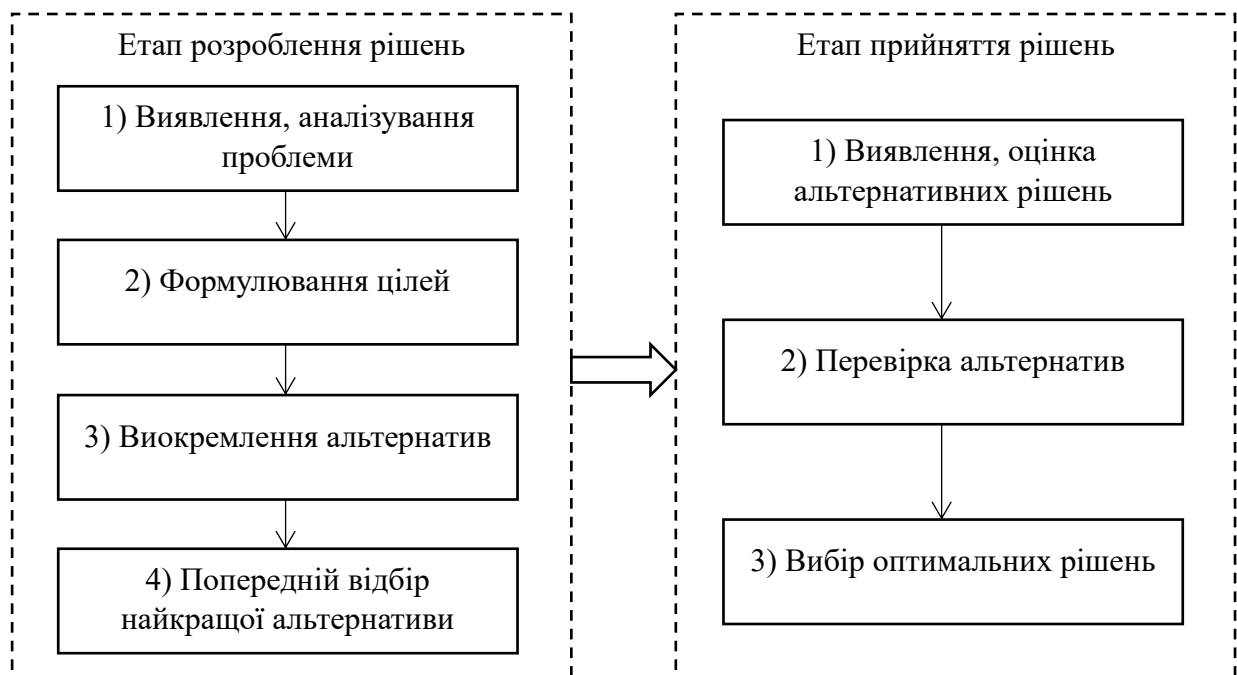 Етап розроблення рішень
1) Виявлення, аналізування
проблеми
2) Формулювання цілей
3) Виокремлення альтернатив
4) Попередній відбір
найкращої альтернативи
Етап прийняття рішень
1) Виявлення, оцінка
альтернативних рішень
2) Перевірка альтернатив
3) Вибір оптимальних рішень